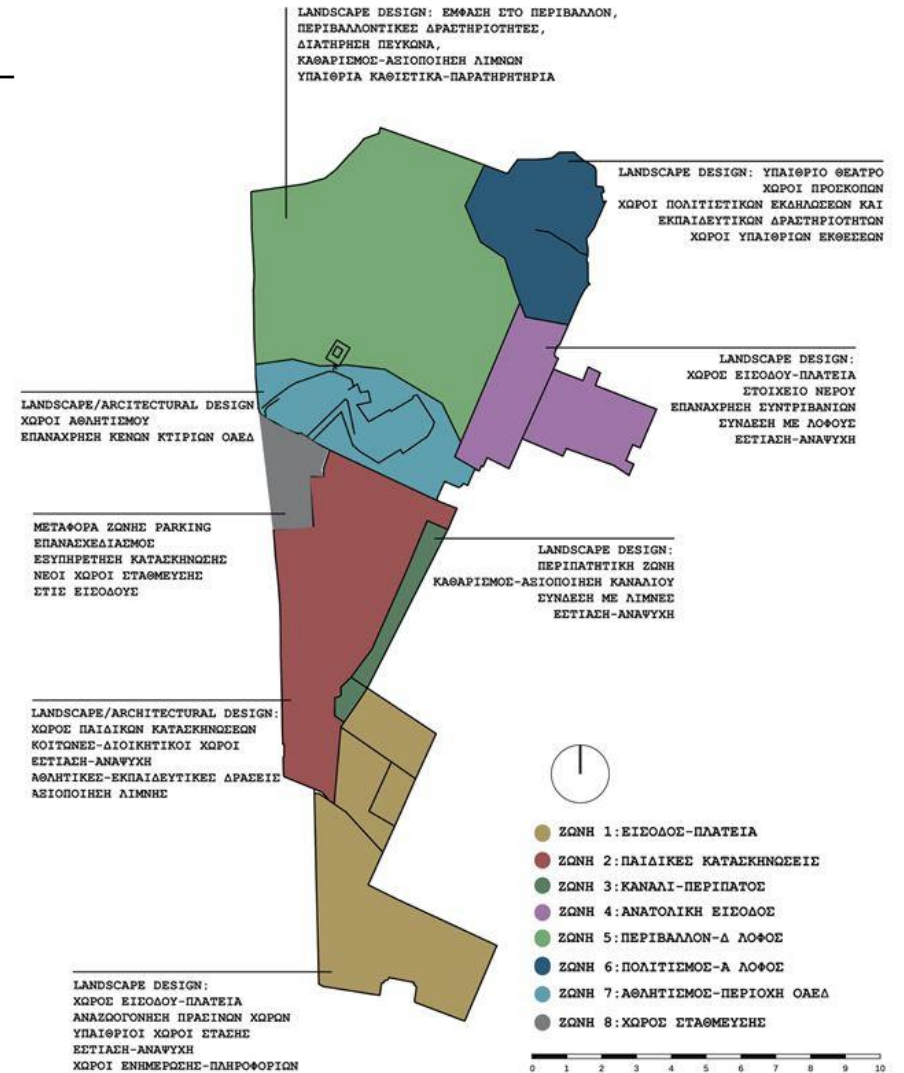 LANDSCAPE DESIGN: ΕΜΦΑΣΗ ΣΤΟ ΠΕΡΙΒΑΛΛΟΝ,
ΠΕΡΙΒΑΛΛΟΝΤΙΚΕΣ ΔΡΑΣΤΗΡΙΟΤΗΤΕΣ,
ΔΙΑΤΗΡΗΣΗ ΠΕΥΚΩΝΑ,
ΚΑΘΑΡΙΣΜΟΣ-ΑΞΙΟΠΟΙΗΣΗ ΛΙΜΝΩΝ
ΥΠΑΙΘΡΙΑ ΚΑΘΙΣΤΙΚΑ-ΠΑΡΑΤΗΡΗΤΗΡΙΑ
LANDSCAPE DESIGN: ΥΠΑΙΘΡΙΟ ΘΕΑΤΡΟ
ΧΩΡΟΙ ΠΡΟΣΚΟΠΩΝ
ΧΩΡΟΙ ΠΟΛΙΤΙΣΤΙΚΩΝ ΕΚΔΗΛΩΣΕΩΝ ΚΑΙ
ΕΚΠΑΙΔΕΥΤΙΚΩΝ ΔΡΑΣΤΗΡΙΟΤΗΤΩΝ
ΧΩΡΟΙ ΥΠΑΙΘΡΙΩΝ ΕΚΘΕΣΕΩΝ
LANDSCAPE DESIGN:
ΧΩΡΟΣ ΕΙΣΟΔΟΥ-ΠΛΑΤΕΙΑ
ΣΤΟΙΧΕΙΟ ΝΕΡΟΥ
ΕΠΑΝΑΧΡΗΣΗ ΣΥΝΤΡΙΒΑΝΙΩΝ
ΣΥΝΔΕΣΗ ΜΕ ΛΟΦΟΥΣ
ΕΣΤΙΑΣΗ-ΑΝΑΨΥΧΗ
LANDSCAPE/ARCITECTURAL DESIGN
ΧΩΡΟΙ ΑΘΛΗΤΙΣΜΟΥ
ΕΠΑΝΑΧΡΗΣΗ ΚΕΝΩΝ ΚΤΙΡΙΩΝ ΟΑΕΔ
ΜΕΤΑΦΟΡΑ ΖΩΝΗΣ PARKING
ΕΠΑΝΑΣΧΕΔΙΑΣΜΟΣ
ΕΞΥΠΗΡΕΤΗΣΗ ΚΑΤΑΣΚΗΝΩΣΗΣ
ΝΕΟΙ ΧΩΡΟΙ ΣΤΑΘΜΕΥΣΗΣ
ΣΤΙΣ ΕΙΣΟΔΟΥΣ
LANDSCAPE DESIGN:
ΠΕΡΙΠΑΤΗΤΙΚΗ ΖΩΝΗ
ΚΑΘΑΡΙΣΜΟΣ-ΑΞΙΟΠΟΙΗΣΗ ΚΑΝΑΛΙΟΥ
ΣΥΝΔΕΣΗ ΜΕ ΛΙΜΝΕΣ
ΕΣΤΙΑΣΗ-ΑΝΑΨΥΧΗ
LANDSCAPE/ARCHITECTURAL DESIGN:
ΧΩΡΟΣ ΠΑΙΔΙΚΩΝ ΚΑΤΑΣΚΗΝΩΣΕΩΝ
ΚΟΙΤΩΝΕΣ-ΔΙΟΙΚΗΤΙΚΟΙ ΧΩΡΟΙ
ΕΣΤΙΑΣΗ-ΑΝΑΨΥΧΗ
ΑΘΛΗΤΙΚΕΣ-ΕΚΠΑΙΔΕΥΤΙΚΕΣ ΔΡΑΣΕΙΣ
ΑΞΙΟΠΟΙΗΣΗ ΛΙΜΝΗΣ
LANDSCAPE DESIGN:
ΧΩΡΟΣ ΕΙΣΟΔΟΥ-ΠΛΑΤΕΙΑ
ΑΝΑΖΩΟΓΟΝΗΣΗ ΠΡΑΣΙΝΩΝ ΧΩΡΩΝ
ΥΠΑΙΘΡΙΟΙ ΧΩΡΟΙ ΣΤΑΣΗΣ
ΕΣΤΙΑΣΗ-ΑΝΑΨΥΧΗ
ΧΩΡΟΙ ΕΝΗΜΕΡΩΣΗΣ-ΠΛΗΡΟΦΟΡΙΩΝ
ΖΩΝΗ 1:ΕΙΣΟΔΟΣ-ΠΛΑΤΕΙΑ
ΖΩΝΗ 2:ΠΑΙΔΙΚΕΣ ΚΑΤΑΣΚΗΝΩΣΕΙΣ
ΖΩΝΗ 3:ΚΑΝΑΛΙ-ΠΕΡΙΠΑΤΟΣ
ΖΩΝΗ 4:ΑΝΑΤΟΛΙΚΗ ΕΙΣΟΔΟΣ
ΖΩΝΗ 5:ΠΕΡΙΒΑΛΛΟΝ-Δ ΛΟΦΟΣ
ΖΩΝΗ 6:ΠΟΛΙΤΙΣΜΟΣ-Α ΛΟΦΟΣ
ΖΩΝΗ 7:ΑΘΛΗΤΙΣΜΟΣ-ΠΕΡΙΟΧΗ ΟΑΕΔ
ΖΩΝΗ 8:ΧΩΡΟΣ ΣΤΑΘΜΕΥΣΗΣ
0 1 2 3 4 5 6 7 8 9 10